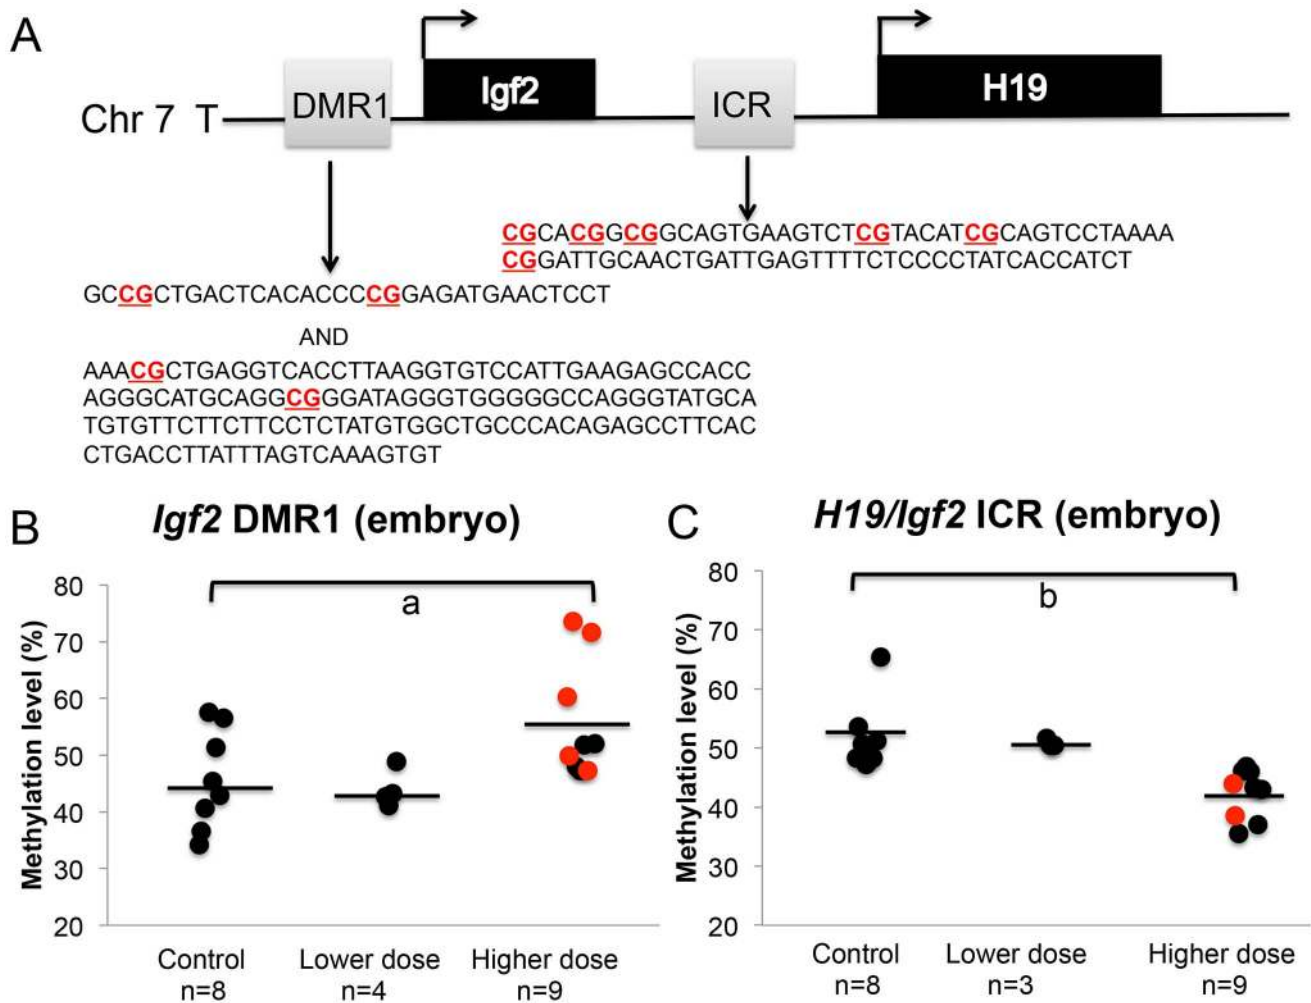 A
Chr 7 T
DMR1
Igf2
ICR
H19
CGCACGGCGGGCAGTGAAGTCTCGTACATCGCAGTCCTAAAA
CGGATTGCAACTGATTGAGTTTTCTCCCCTATCACCATCT
GCCGCTGACTCACACCCCGGAGATGAACTCCT
AND
AAACGCTGAGGTCACCTTAAGGTGTCCATTGAAGAGCCACC
AGGGCATGCAGGCGGGATAGGGTGGGGGGCCAGGGTATGCA
TGTGTTCTTCTTCCTCTATGTGGCTGCCCACAGAGCCTTCAC
CTGACCTTATTTAGTCAAAGTGT
B
Igf2 DMR1 (embryo)
a
Methylation level (%)
80
70
60
50
40
30
20
Control
n=8
Lower dose
n=4
Higher dose
n=9
C
H19/Igf2 ICR (embryo)
b
Methylation level (%)
80
70
60
50
40
30
20
Control
n=8
Lower dose
n=3
Higher dose
n=9